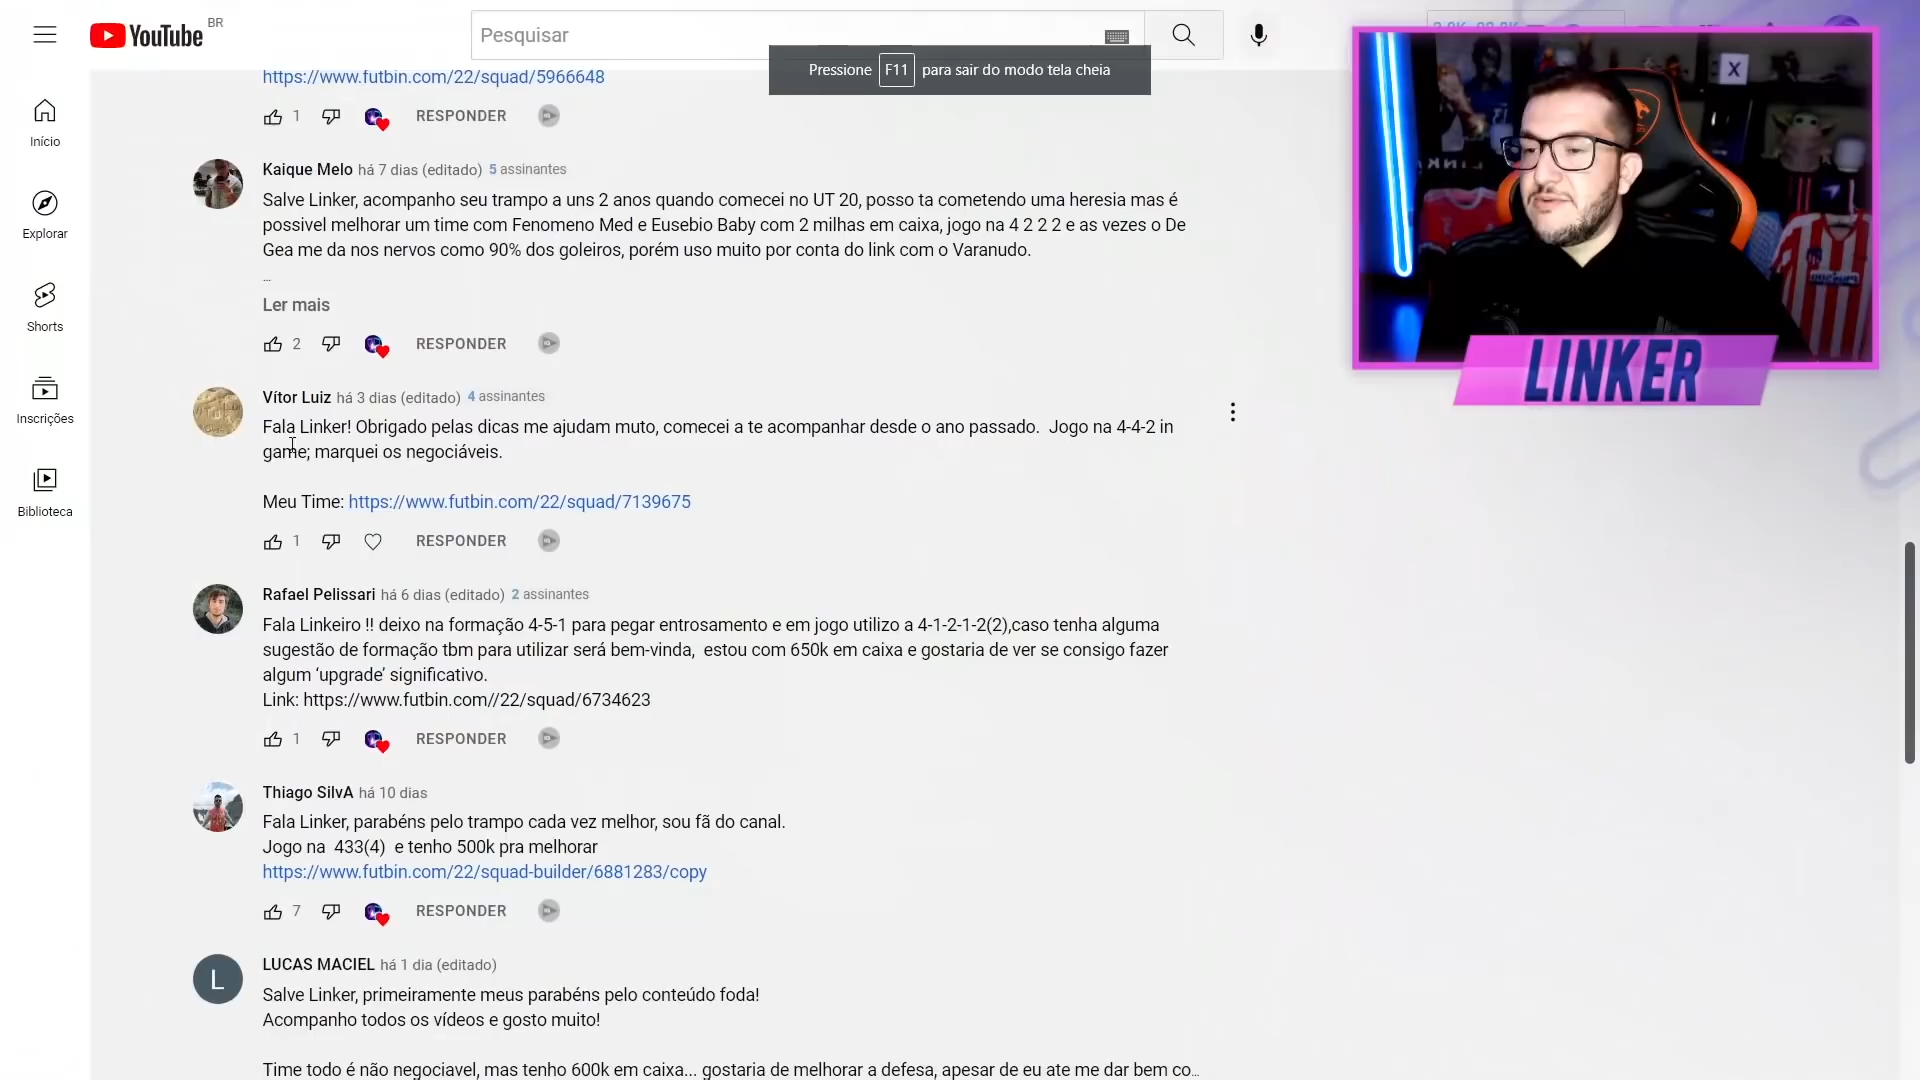 YouTube BR
Pesquisar
Pressione F11 para sair do modo tela cheia
Início
Explorar
Shorts
Inscrições
Biblioteca
https://www.futbin.com/22/squad/5966648
1 RESPONDER
Kaique Melo há 7 dias (editado) 5 assinantes
Salve Linker, acompanho seu trampo a uns 2 anos quando comecei no UT 20, posso ta cometendo uma heresia mas é
possivel melhorar um time com Fenomeno Med e Eusebio Baby com 2 milhas em caixa, jogo na 4 2 2 2 e as vezes o De
Gea me da nos nervos como 90% dos goleiros, porém uso muito por conta do link com o Varanudo.
...
Ler mais
2 RESPONDER
Vítor Luiz há 3 dias (editado) 4 assinantes
Fala Linker! Obrigado pelas dicas me ajudam muto, comecei a te acompanhar desde o ano passado. Jogo na 4-4-2 in
game; marquei os negociáveis.
Meu Time: https://www.futbin.com/22/squad/7139675
1 RESPONDER
Rafael Pelissari há 6 dias (editado) 2 assinantes
Fala Linkeiro !! deixo na formação 4-5-1 para pegar entrosamento e em jogo utilizo a 4-1-2-1-2(2),caso tenha alguma
sugestão de formação tbm para utilizar será bem-vinda, estou com 650k em caixa e gostaria de ver se consigo fazer
algum ‘upgrade’ significativo.
Link: https://www.futbin.com//22/squad/6734623
1 RESPONDER
Thiago SilvA há 10 dias
Fala Linker, parabéns pelo trampo cada vez melhor, sou fã do canal.
Jogo na 433(4) e tenho 500k pra melhorar
https://www.futbin.com/22/squad-builder/6881283/copy
7 RESPONDER
L
LUCAS MACIEL há 1 dia (editado)
Salve Linker, primeiramente meus parabéns pelo conteúdo foda!
Acompanho todos os vídeos e gosto muito!
Time todo é não negociavel, mas tenho 600k em caixa... gostaria de melhorar a defesa, apesar de eu ate me dar bem co...
X
LINKER